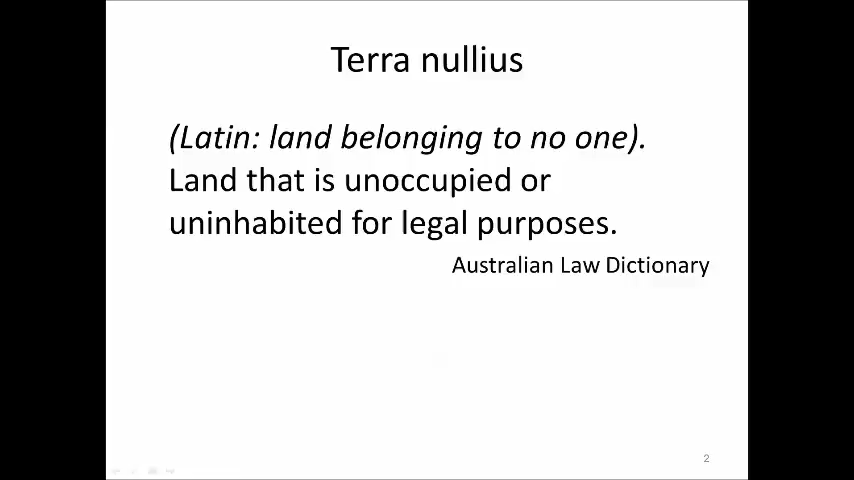 Terra nullius
(Latin: land belonging to no one).
Land that is unoccupied or
uninhabited for legal purposes.
Australian Law Dictionary
2